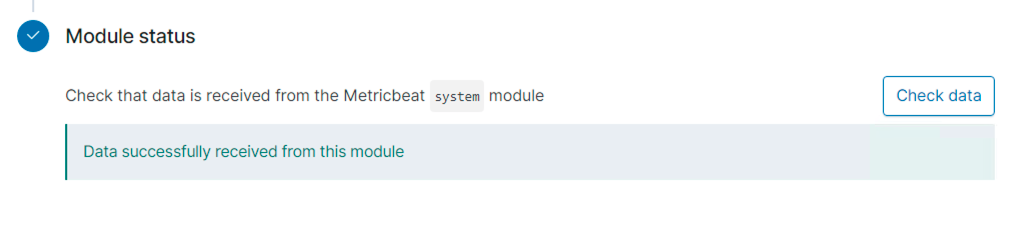 Module status
Check that data is received from the Metricbeat system module
Check data
Data successfully received from this module